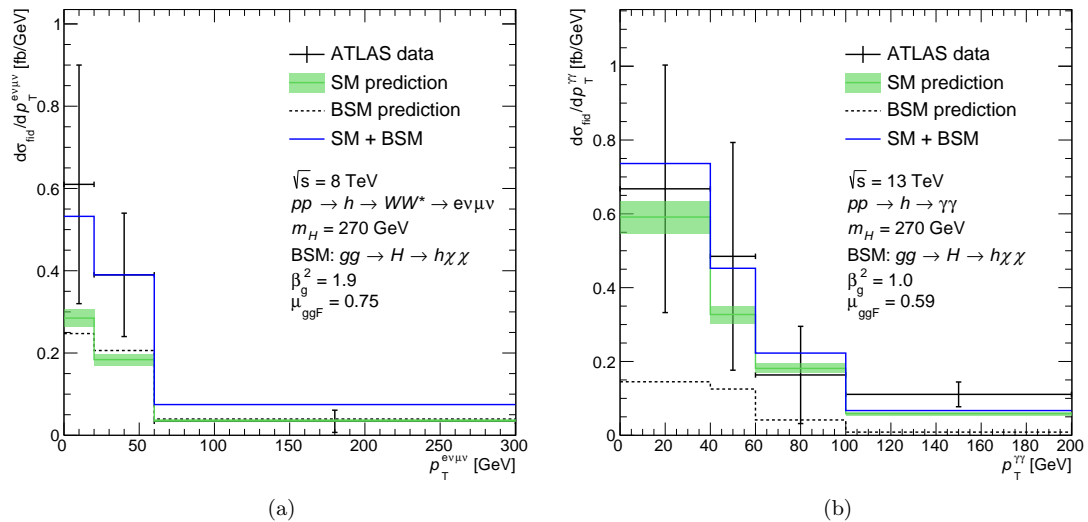 dσ_fid/dp_T^eνμν [fb/GeV]
1
0.8
0.6
0.4
0.2
0
ATLAS data
SM prediction
BSM prediction
SM + BSM
√s = 8 TeV
pp → h → WW* → eνμν
m_H = 270 GeV
BSM: gg → H → hχχ
β_g^2 = 1.9
μ_ggF = 0.75
0 50 100 150 200 250 300
p_T^eνμν [GeV]
(a)
dσ_fid/dp_T^γγ [fb/GeV]
1
0.8
0.6
0.4
0.2
0
ATLAS data
SM prediction
BSM prediction
SM + BSM
√s = 13 TeV
pp → h → γγ
m_H = 270 GeV
BSM: gg → H → hχχ
β_g^2 = 1.0
μ_ggF = 0.59
0 20 40 60 80 100 120 140 160 180 200
p_T^γγ [GeV]
(b)